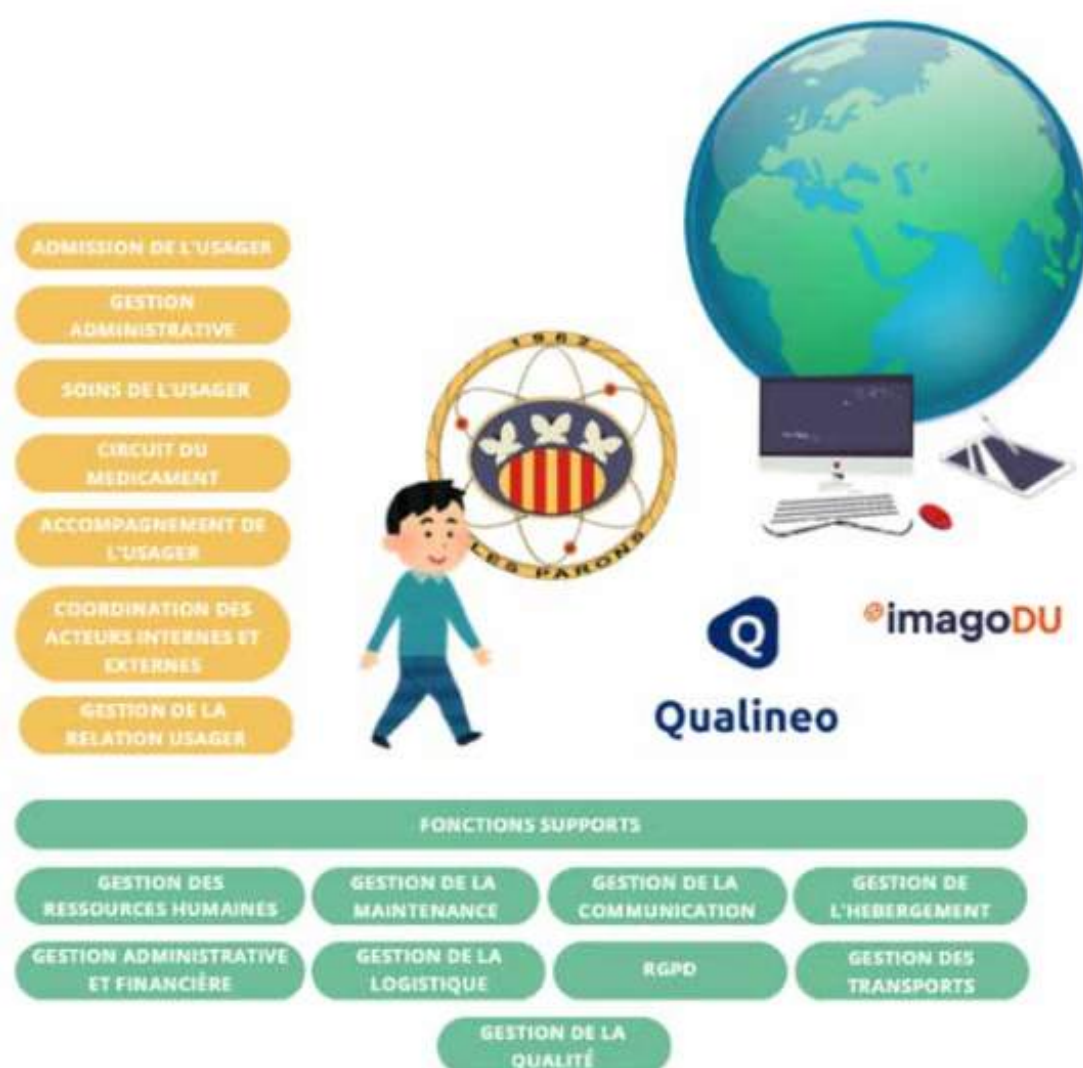 ADMISSION DE L'USAGER
GESTION
ADMINISTRATIVE
SOINS DE L'USAGER
CIRCUIT DU
MEDICAMENT
ACCOMPAGNEMENT DE
L'USAGER
COORDINATION DES
ACTEURS INTERNES ET
EXTERNES
GESTION DE LA
RELATION USAGER
1962
LES PARONS
Q
Qualineo
@imagoDU
FONCTIONS SUPPORTS
GESTION DES
RESSOURCES HUMAINES
GESTION DE LA
MAINTENANCE
GESTION DE LA
COMMUNICATION
GESTION DE
L'HEBERGEMENT
GESTION ADMINISTRATIVE
ET FINANCIÈRE
GESTION DE LA
LOGISTIQUE
RGPD
GESTION DES
TRANSPORTS
GESTION DE LA
QUALITÉ